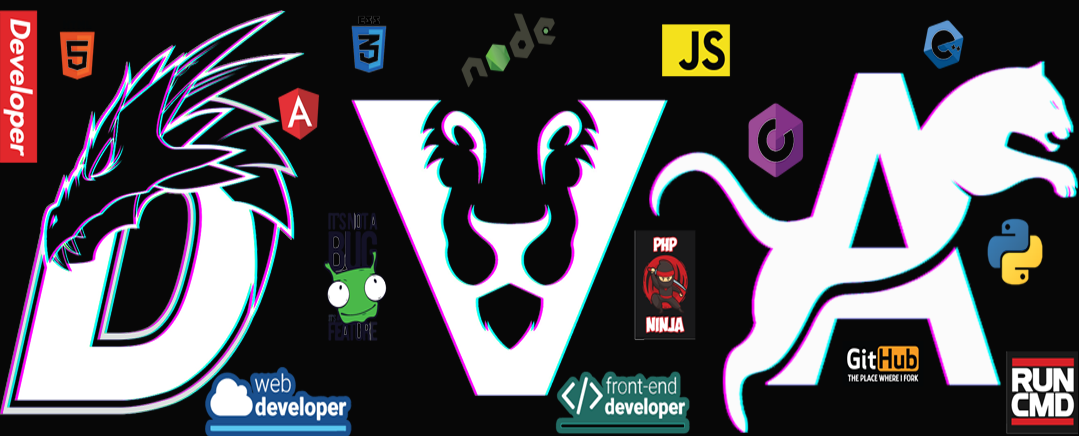 Developer
5
3
node
JS
A
D
V
A
IT'S NOT A
BUG
FEATURE
PHP
NINJA
web
developer
</> front-end
developer
GitHub
THE PLACE WHERE I FORK
RUN
CMD